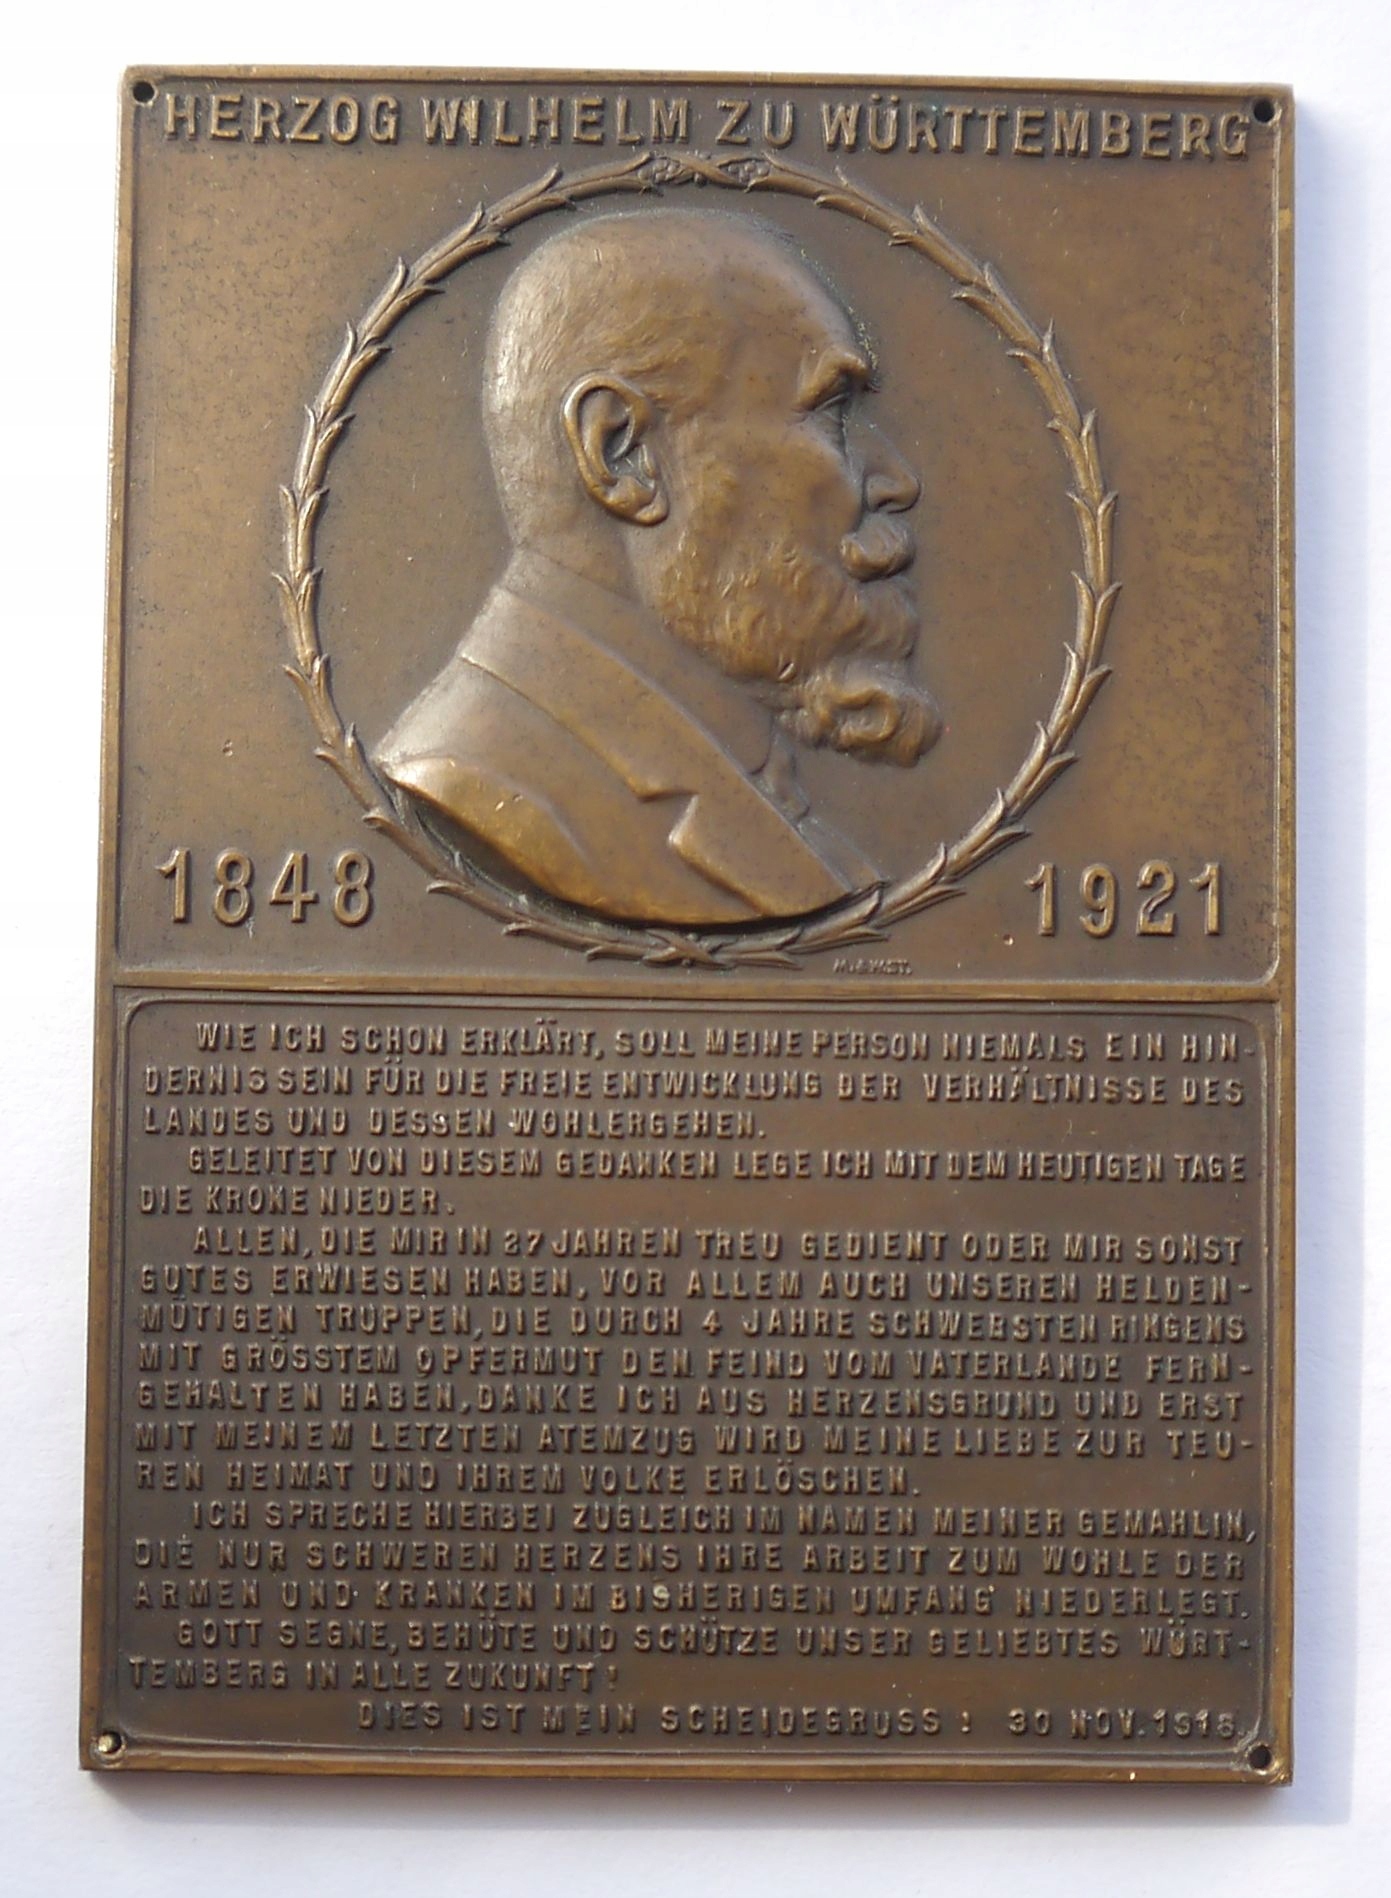 HERZOG WILHELM ZU WÜRTTEMBERG
1848 1921
M.& W.ST.
WIE ICH SCHON ERKLÄRT, SOLL MEINE PERSON NIEMALS EIN HIN-
DERNIS SEIN FÜR DIE FREIE ENTWICKLUNG DER VERHÄLTNISSE DES
LANDES UND DESSEN WOHLERGEHEN.
GELEITET VON DIESEM GEDANKEN LEGE ICH MIT DEM HEUTIGEN TAGE
DIE KRONE NIEDER.
ALLEN, DIE MIR IN 27 JAHREN TREU GEDIENT ODER MIR SONST
GUTES ERWIESEN HABEN, VOR ALLEM AUCH UNSEREN HELDEN-
MÜTIGEN TRUPPEN, DIE DURCH 4 JAHRE SCHWERSTEN RINGENS
MIT GRÖSSTEM OPFERMUT DEN FEIND VOM VATERLANDE FERN-
GEHALTEN HABEN, DANKE ICH AUS HERZENSGRUND UND ERST
MIT MEINEM LETZTEN ATEMZUG WIRD MEINE LIEBE ZUR TEU-
REN HEIMAT UND IHREM VOLKE ERLÖSCHEN.
ICH SPRECHE HIERBEI ZUGLEICH IM NAMEN MEINER GEMAHLIN,
DIE NUR SCHWEREN HERZENS IHRE ARBEIT ZUM WOHLE DER
ARMEN UND KRANKEN IM BISHERIGEN UMFANG NIEDERLEGT.
GOTT SEGNE, BEHÜTE UND SCHÜTZE UNSER GELIEBTES WÜRT-
TEMBERG IN ALLE ZUKUNFT!
DIES IST MEIN SCHEIDEGRUSS! 30 NOV. 1918.